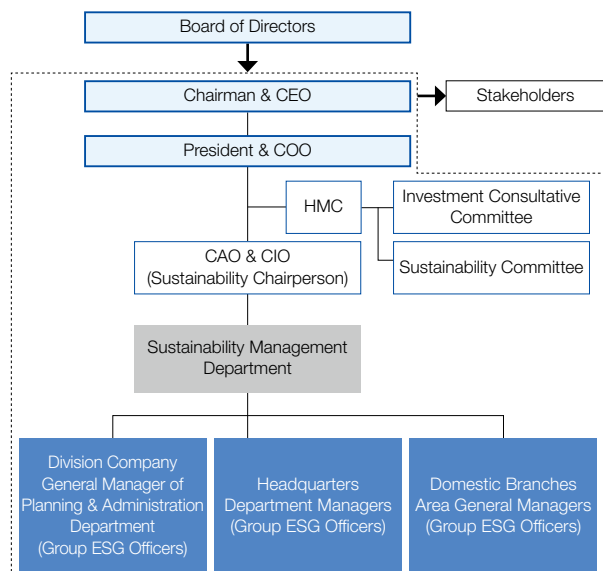 Board of Directors
Chairman & CEO
Stakeholders
President & COO
HMC
Investment Consultative
Committee
CAO & CIO
(Sustainability Chairperson)
Sustainability Committee
Sustainability Management
Department
Division Company
General Manager of
Planning & Administration
Department
(Group ESG Officers)
Headquarters
Department Managers
(Group ESG Officers)
Domestic Branches
Area General Managers
(Group ESG Officers)